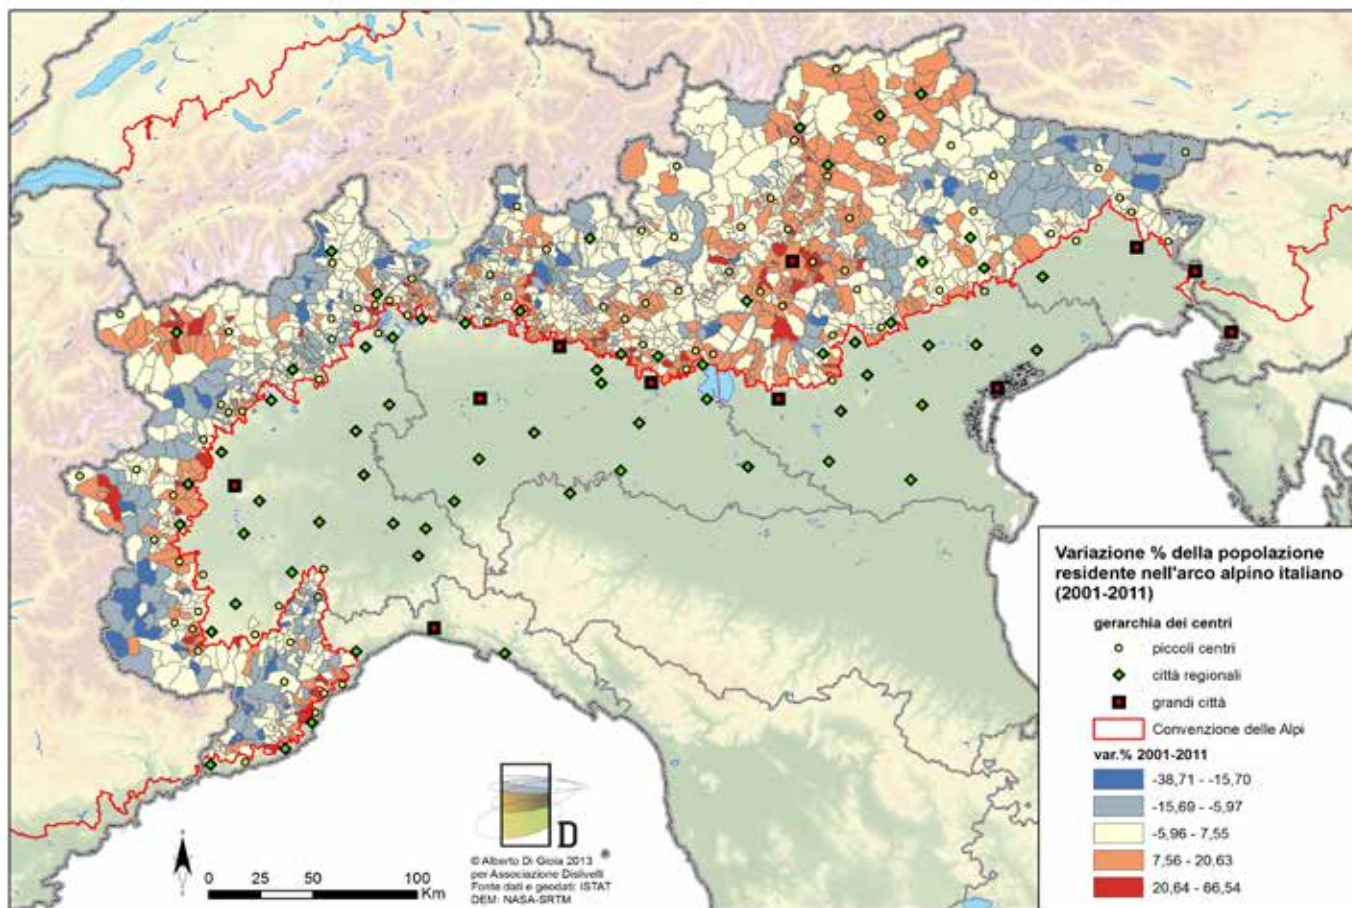 Variazione % della popolazione
residente nell'arco alpino italiano
(2001-2011)
gerarchia dei centri
piccoli centri
città regionali
grandi città
Convenzione delle Alpi
var.% 2001-2011
-38,71 - -15,70
-15,69 - -5,97
-5,96 - 7,55
7,56 - 20,63
20,64 - 66,54
D
®
© Alberto Di Gioia 2013
per Associazione Dislivelli
Fonte dati e geodati: ISTAT
DEM: NASA-SRTM
0 25 50 100
Km